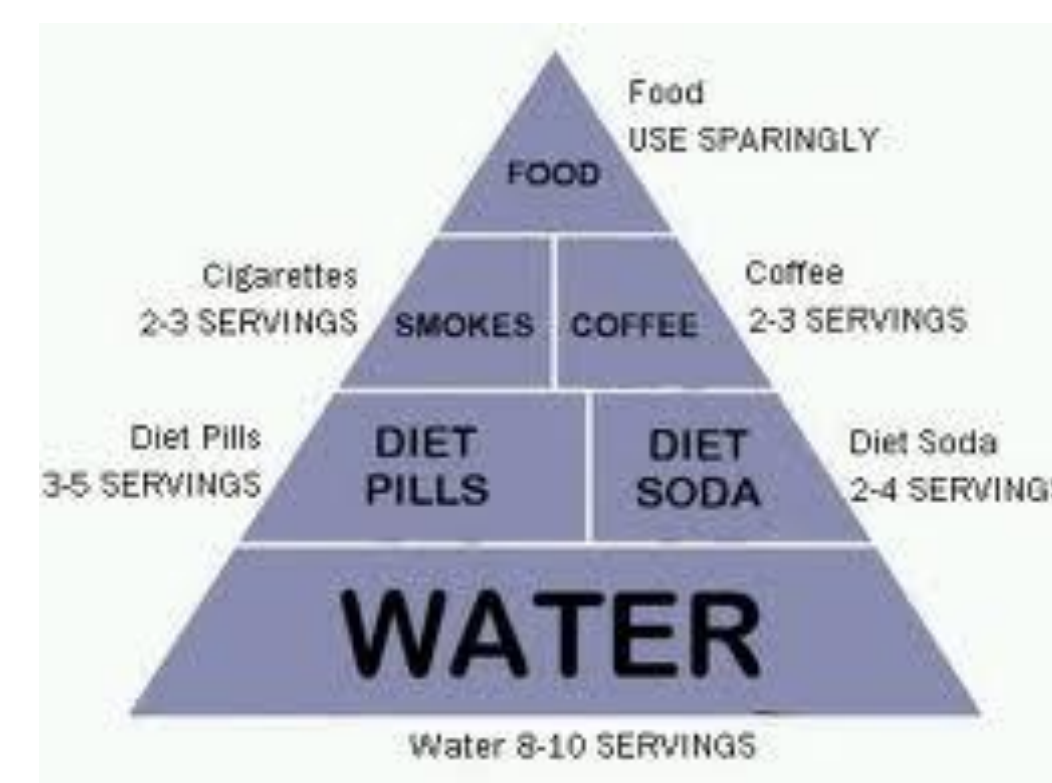 Food
USE SPARINGLY
FOOD
Cigarettes
2-3 SERVINGS
SMOKES
COFFEE
Coffee
2-3 SERVINGS
Diet Pills
3-5 SERVINGS
DIET
PILLS
DIET
SODA
Diet Soda
2-4 SERVINGS
WATER
Water 8-10 SERVINGS